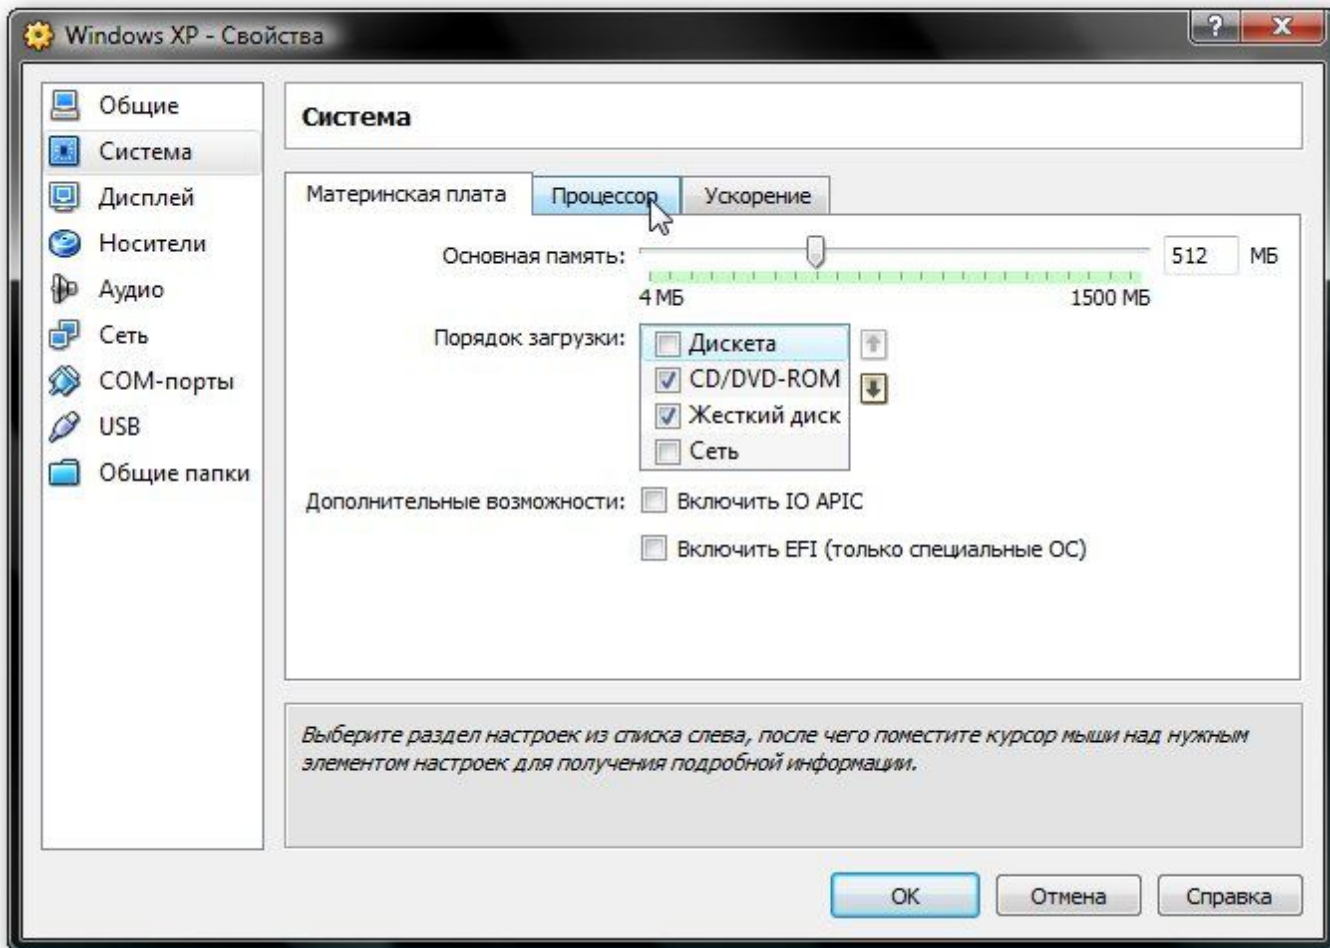 Windows XP - Свойства
Общие
Система
Дисплей
Носители
Аудио
Сеть
COM-порты
USB
Общие папки
Система
Материнская плата
Процессор
Ускорение
Основная память:
512 МБ
4 МБ
1500 МБ
Порядок загрузки:
Дискета
CD/DVD-ROM
Жесткий диск
Сеть
Дополнительные возможности:
Включить IO APIC
Включить EFI (только специальные ОС)
Выберите раздел настроек из списка слева, после чего поместите курсор мыши над нужным
элементом настроек для получения подробной информации.
OK
Отмена
Справка